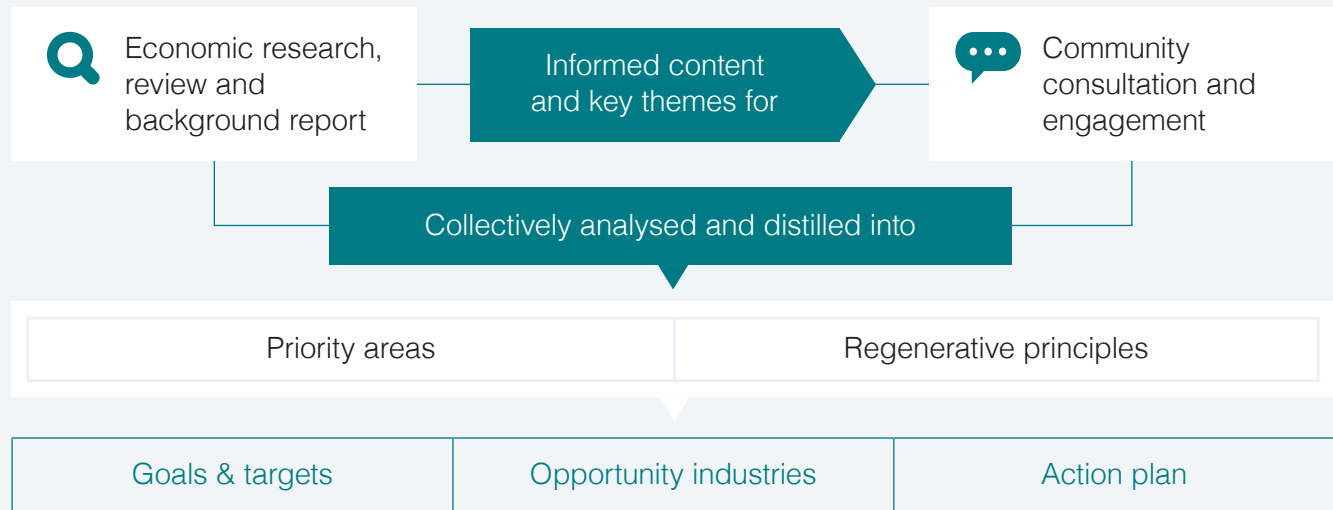 Economic research,
review and
background report
Informed content
and key themes for
Community
consultation and
engagement
Collectively analysed and distilled into
Priority areas
Regenerative principles
Goals & targets
Opportunity industries
Action plan